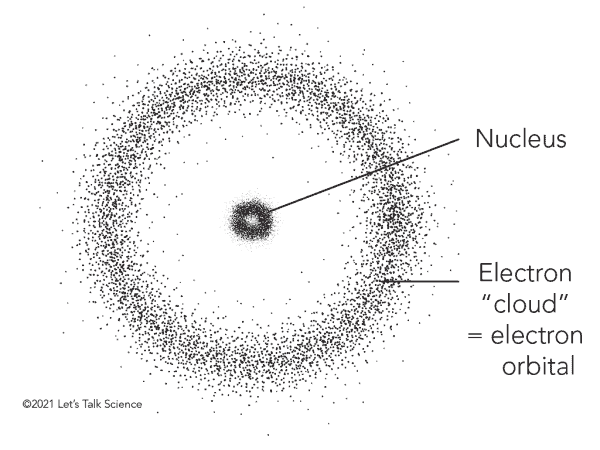 Nucleus
Electron
“cloud”
= electron
orbital
©2021 Let's Talk Science